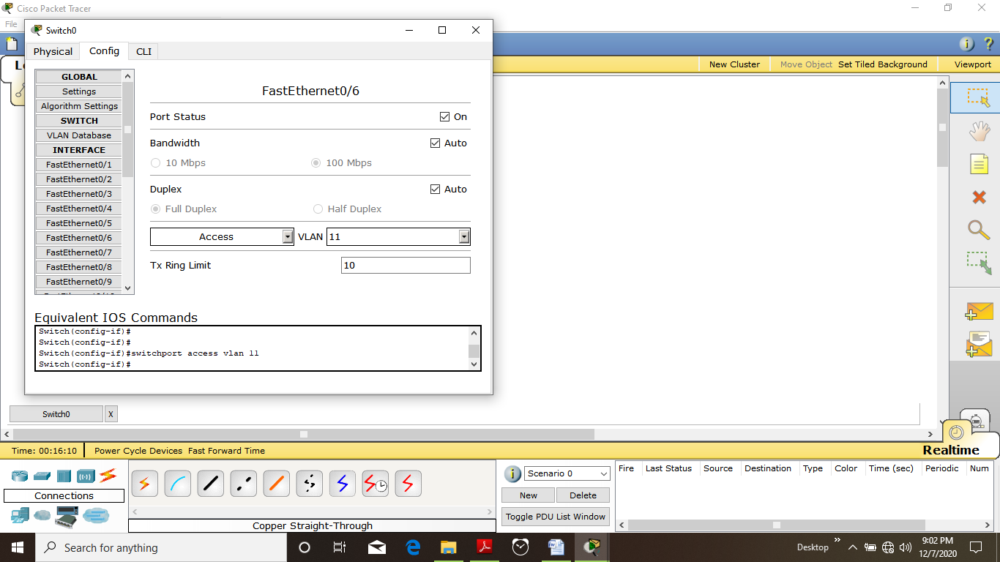 Cisco Packet Tracer
File
Switch0
Physical
Config
CLI
New Cluster
Move Object
Set Tiled Background
Viewport
GLOBAL
Settings
Algorithm Settings
SWITCH
VLAN Database
INTERFACE
FastEthernet0/1
FastEthernet0/2
FastEthernet0/3
FastEthernet0/4
FastEthernet0/5
FastEthernet0/6
FastEthernet0/7
FastEthernet0/8
FastEthernet0/9
FastEthernet0/6
Port Status
On
Bandwidth
Auto
10 Mbps
100 Mbps
Duplex
Auto
Full Duplex
Half Duplex
Access
VLAN
11
Tx Ring Limit
10
Equivalent IOS Commands
Switch(config-if)#
Switch(config-if)#
Switch(config-if)#switchport access vlan 11
Switch(config-if)#
Switch0
X
Time: 00:16:10
Power Cycle Devices Fast Forward Time
Realtime
Connections
Copper Straight-Through
Scenario 0
New
Delete
Toggle PDU List Window
Fire
Last Status
Source
Destination
Type
Color
Time (sec)
Periodic
Num
Search for anything
Desktop
9:02 PM
12/7/2020